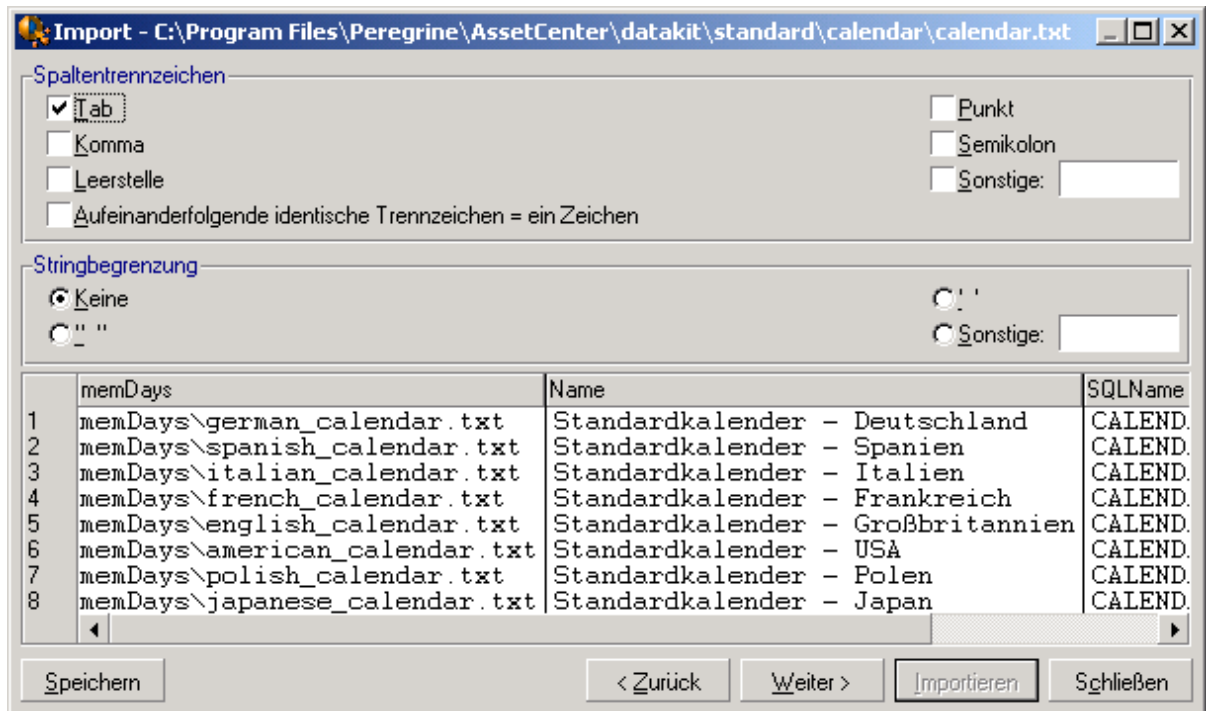 Import - C:\Program Files\Peregrine\AssetCenter\datakit\standard\calendar\calendar.txt
Spaltentrennzeichen
Tab
Punkt
Komma
Semikolon
Leerstelle
Sonstige:
Aufeinanderfolgende identische Trennzeichen = ein Zeichen
Stringbegrenzung
Keine
' '
" "
Sonstige:
memDays Name SQLName
1 memDays\german_calendar.txt Standardkalender - Deutschland CALEND.
2 memDays\spanish_calendar.txt Standardkalender - Spanien CALEND.
3 memDays\italian_calendar.txt Standardkalender - Italien CALEND.
4 memDays\french_calendar.txt Standardkalender - Frankreich CALEND.
5 memDays\english_calendar.txt Standardkalender - Großbritannien CALEND.
6 memDays\american_calendar.txt Standardkalender - USA CALEND.
7 memDays\polish_calendar.txt Standardkalender - Polen CALEND.
8 memDays\japanese_calendar.txt Standardkalender - Japan CALEND.
Speichern < Zurück Weiter > Importieren Schließen